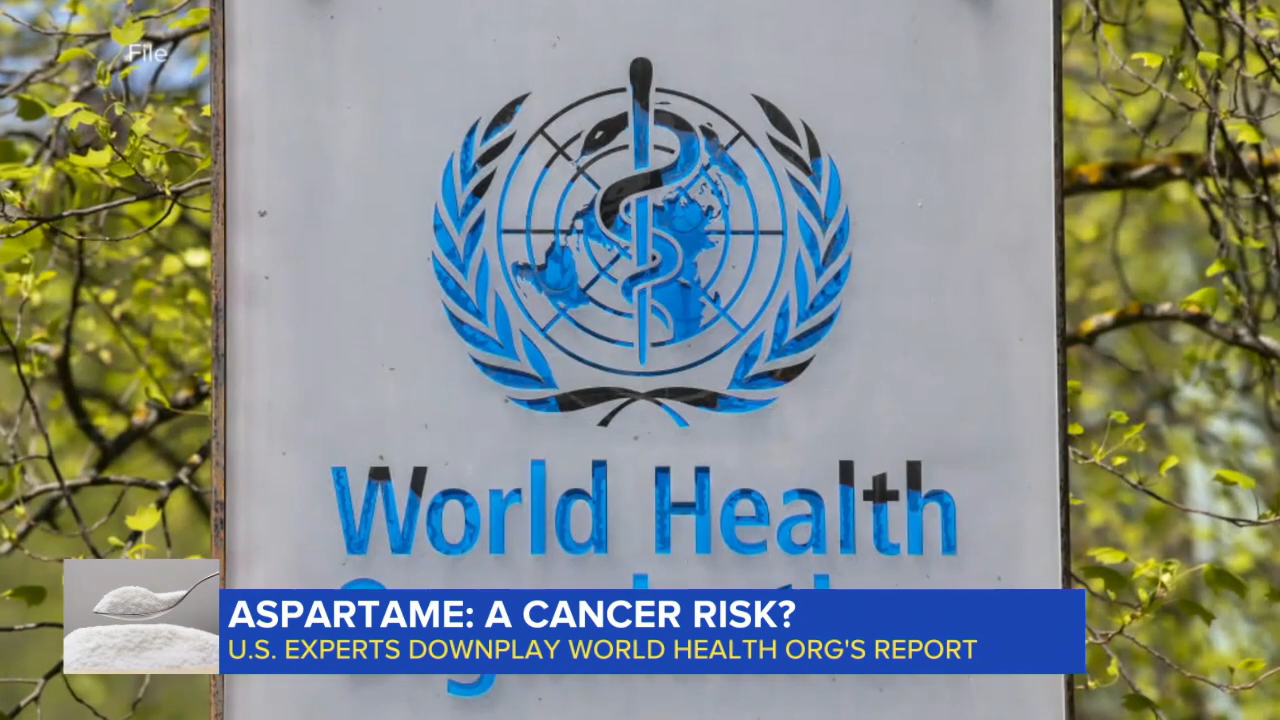 File
World Health
ASPARTAME: A CANCER RISK?
U.S. EXPERTS DOWNPLAY WORLD HEALTH ORG'S REPORT